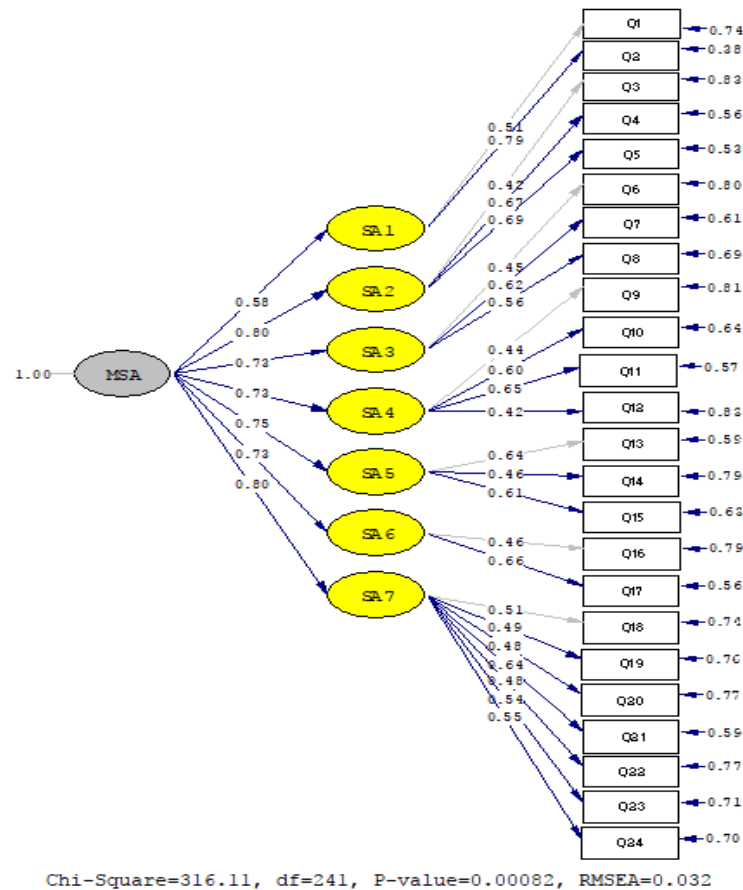 Q1
0.74
Q2
0.38
Q3
0.83
Q4
0.56
Q5
0.53
Q6
0.80
Q7
0.61
Q8
0.69
Q9
0.81
Q10
0.64
Q11
0.57
Q12
0.83
Q13
0.59
Q14
0.79
Q15
0.63
Q16
0.79
Q17
0.56
Q18
0.74
Q19
0.76
Q20
0.77
Q21
0.59
Q22
0.77
Q23
0.71
Q24
0.70
0.51
0.79
0.42
0.67
0.69
0.45
0.62
0.56
0.44
0.60
0.65
0.42
0.64
0.46
0.61
0.46
0.66
0.51
0.49
0.48
0.64
0.48
0.54
0.55
SA1
SA2
SA3
SA4
SA5
SA6
SA7
0.58
0.80
0.73
0.73
0.75
0.73
0.80
1.00
MSA
Chi-Square=316.11, df=241, P-value=0.00082, RMSEA=0.032